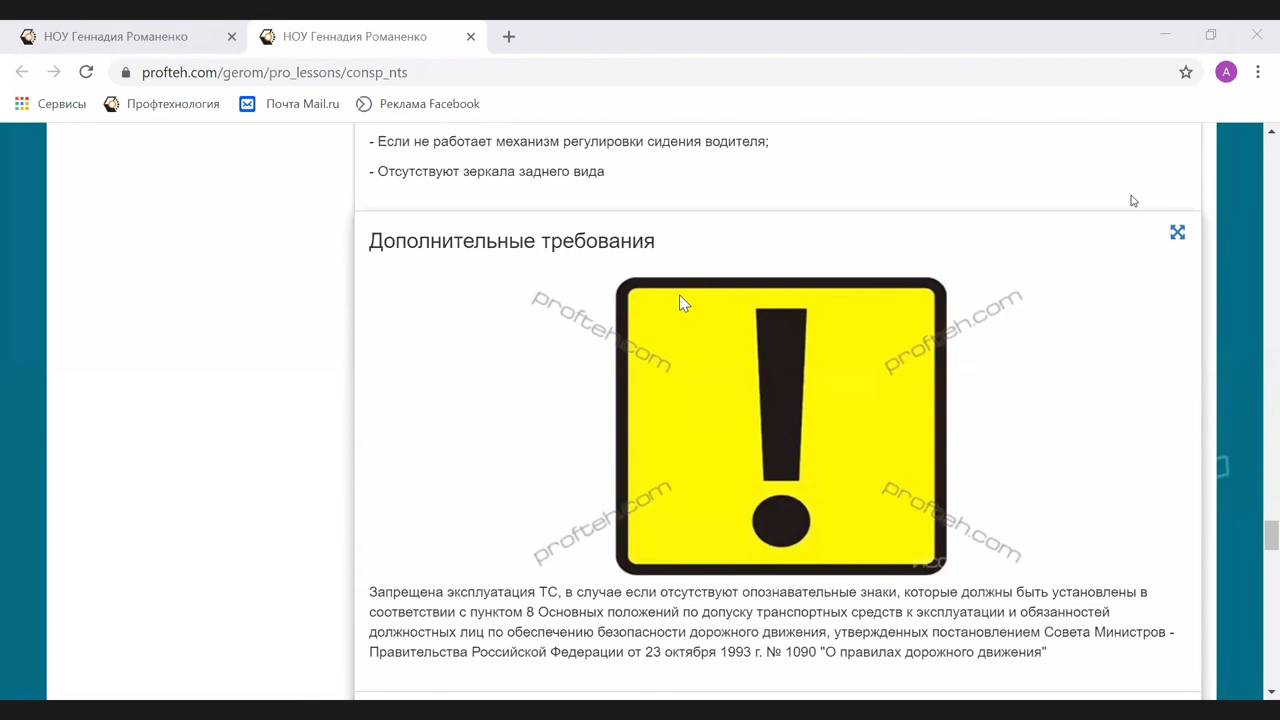 НОУ Геннадия Романенко
НОУ Геннадия Романенко
profteh.com/gerom/pro_lessons/consp_nts
A
Сервисы
Профтехнология
Почта Mail.ru
Реклама Facebook
- Если не работает механизм регулировки сидения водителя;
- Отсутствуют зеркала заднего вида
Дополнительные требования
profteh.com
profteh.com
!
profteh.com
profteh.com
Запрещена эксплуатация ТС, в случае если отсутствуют опознавательные знаки, которые должны быть установлены в
соответствии с пунктом 8 Основных положений по допуску транспортных средств к эксплуатации и обязанностей
должностных лиц по обеспечению безопасности дорожного движения, утвержденных постановлением Совета Министров -
Правительства Российской Федерации от 23 октября 1993 г. № 1090 "О правилах дорожного движения"